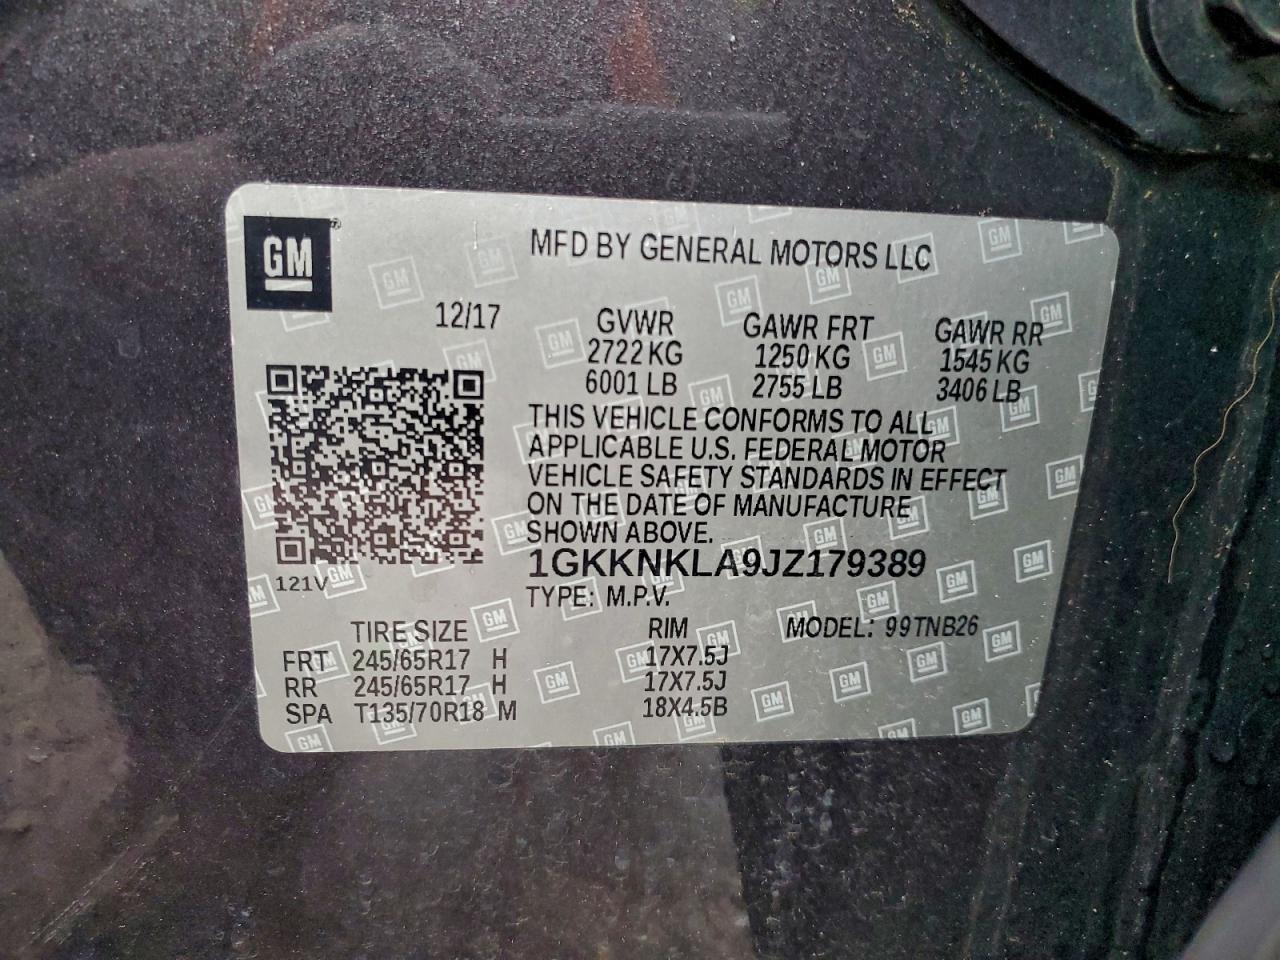 GM
MFD BY GENERAL MOTORS LLC
12/17
GVWR GAWR FRT GAWR RR
2722 KG 1250 KG 1545 KG
6001 LB 2755 LB 3406 LB
THIS VEHICLE CONFORMS TO ALL
APPLICABLE U.S. FEDERAL MOTOR
VEHICLE SAFETY STANDARDS IN EFFECT
ON THE DATE OF MANUFACTURE
SHOWN ABOVE.
1GKKNKLA9JZ179389
121V
TYPE: M.P.V.
TIRE SIZE RIM MODEL: 99TNB26
FRT 245/65R17 H 17X7.5J
RR 245/65R17 H 17X7.5J
SPA T135/70R18 M 18X4.5B